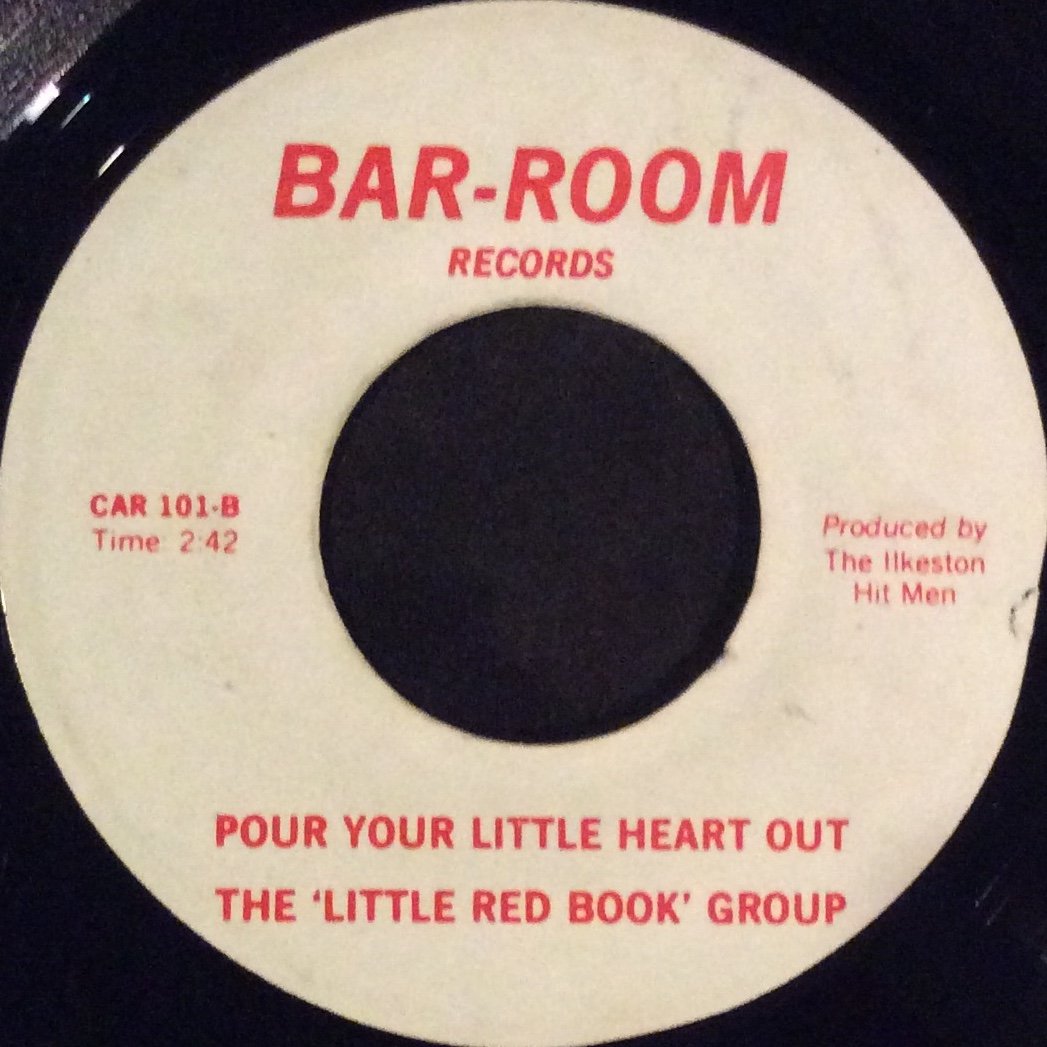 BAR-ROOM
RECORDS
CAR 101-B
Time 2:42
Produced by
The Ilkeston
Hit Men
POUR YOUR LITTLE HEART OUT
THE ‘LITTLE RED BOOK’ GROUP